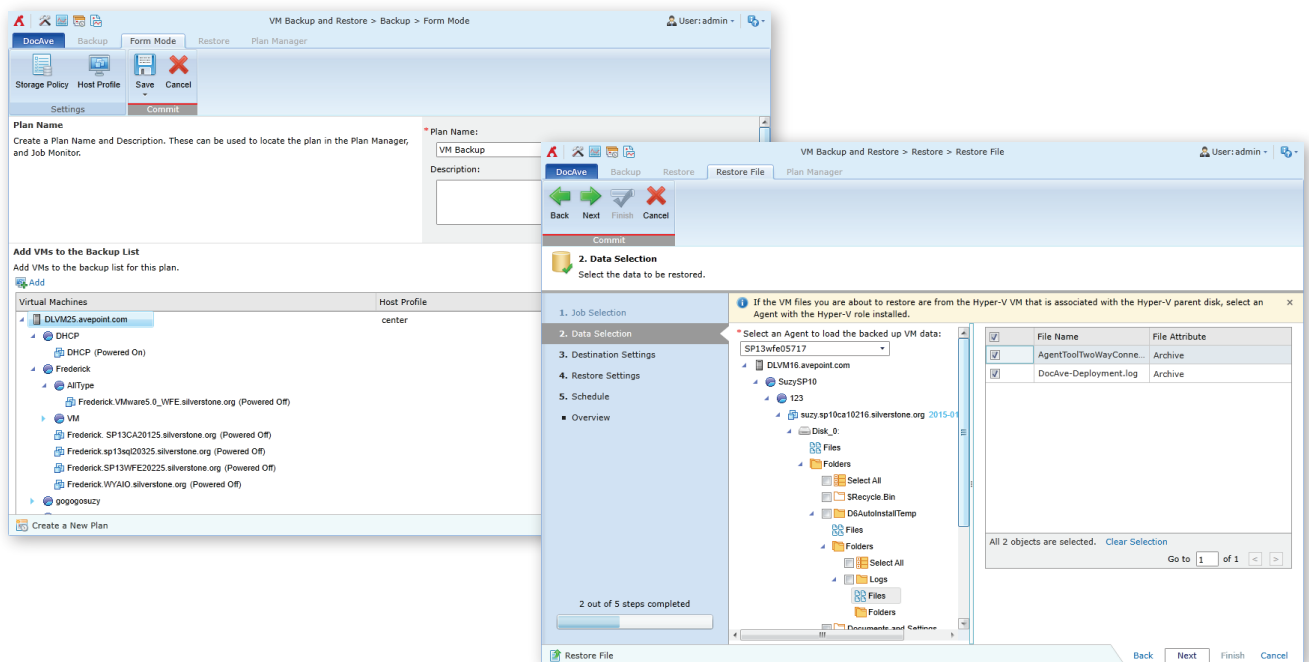 VM Backup and Restore > Backup > Form Mode
User: admin
DocAve Backup Form Mode Restore Plan Manager
Storage Policy Host Profile Save Cancel
Settings Commit
Plan Name
Create a Plan Name and Description. These can be used to locate the plan in the Plan Manager,
and Job Monitor.
* Plan Name:
VM Backup
Description:
Add VMs to the Backup List
Add VMs to the backup list for this plan.
Add
Virtual Machines Host Profile
DLVM25.avepoint.com center
DHCP
DHCP (Powered On)
Frederick
AllType
Frederick.VMware5.0_WFE.silverstone.org (Powered Off)
VM
Frederick. SP13CA20125.silverstone.org (Powered Off)
Frederick.sp13sql20325.silverstone.org (Powered Off)
Frederick.SP13WFE20225.silverstone.org (Powered Off)
Frederick.WYAIO.silverstone.org (Powered Off)
gogogosuzy
Create a New Plan
VM Backup and Restore > Restore > Restore File
User: admin
DocAve Backup Restore Restore File Plan Manager
Back Next Finish Cancel
Commit
2. Data Selection
Select the data to be restored.
1. Job Selection
2. Data Selection
3. Destination Settings
4. Restore Settings
5. Schedule
Overview
2 out of 5 steps completed
If the VM files you are about to restore are from the Hyper-V VM that is associated with the Hyper-V parent disk, select an
Agent with the Hyper-V role installed.
* Select an Agent to load the backed up VM data:
SP13wfe05717
DLVM16.avepoint.com
SuzySP10
123
suzy.sp10ca10216.silverstone.org 2015-01
Disk_0:
Files
Folders
Select All
$Recycle.Bin
D6AutoInstallTemp
Files
Folders
Select All
Logs
Files
Folders
Documents and Settings
File Name File Attribute
AgentToolTwoWayConne... Archive
DocAve-Deployment.log Archive
All 2 objects are selected. Clear Selection
Go to 1 of 1 < >
Restore File
Back Next Finish Cancel